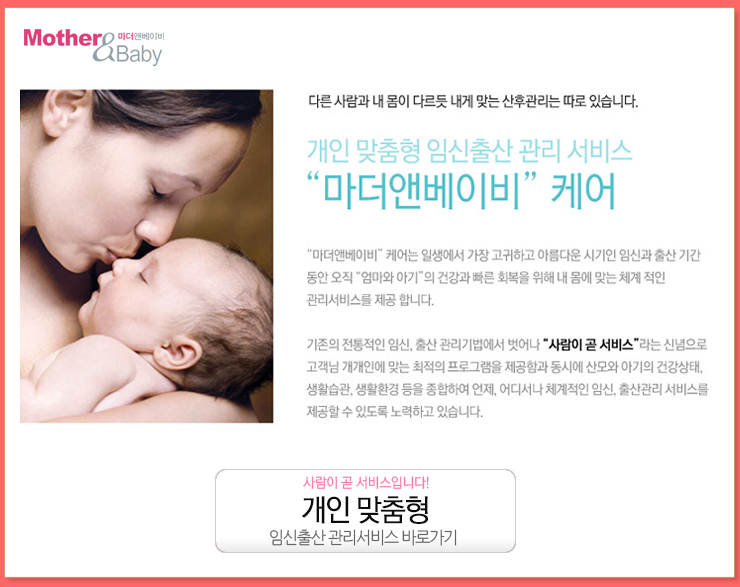 Mother & Baby 마더앤베이비
다른 사람과 내 몸이 다르듯 내게 맞는 산후관리는 따로 있습니다.
개인 맞춤형 임신출산 관리 서비스
“마더앤베이비” 케어
“마더앤베이비” 케어는 일생에서 가장 고귀하고 아름다운 시기인 임신과 출산 기간
동안 오직 “엄마와 아기”의 건강과 빠른 회복을 위해 내 몸에 맞는 체계 적인
관리서비스를 제공 합니다.
기존의 전통적인 임신, 출산 관리기법에서 벗어나 “사람이 곧 서비스”라는 신념으로
고객님 개개인에 맞는 최적의 프로그램을 제공함과 동시에 산모와 아기의 건강상태,
생활습관, 생활환경 등을 종합하여 언제, 어디서나 체계적인 임신, 출산관리 서비스를
제공할 수 있도록 노력하고 있습니다.
사람이 곧 서비스입니다!
개인 맞춤형
임신출산 관리서비스 바로가기